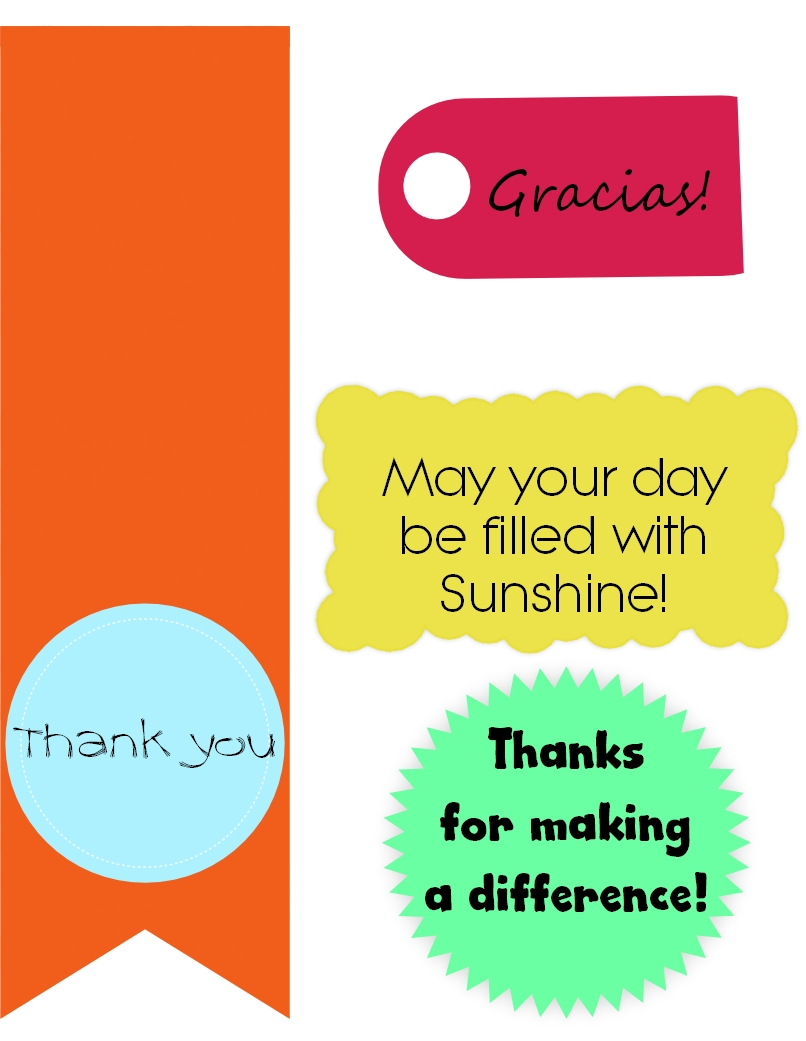 Gracias!
May your day
be filled with
Sunshine!
Thank you
Thanks
for making
a difference!